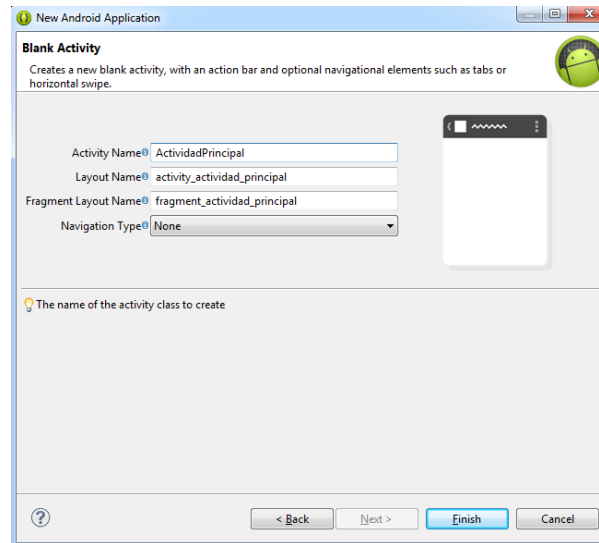 New Android Application
Blank Activity
Creates a new blank activity, with an action bar and optional navigational elements such as tabs or
horizontal swipe.
Activity Name ActividadPrincipal
Layout Name activity_actividad_principal
Fragment Layout Name fragment_actividad_principal
Navigation Type None
The name of the activity class to create
? < Back Next > Finish Cancel